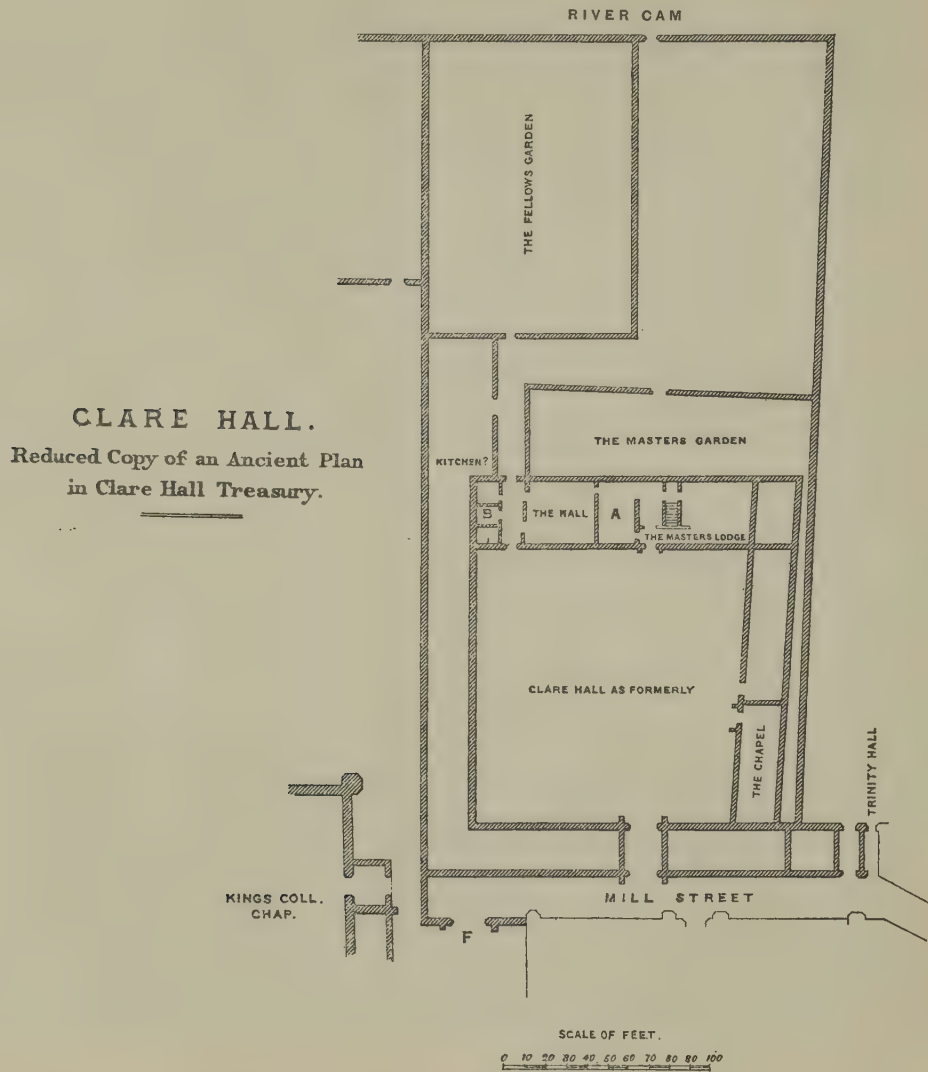 RIVER CAM
THE FELLOWS GARDEN
CLARE HALL.
Reduced Copy of an Ancient Plan
in Clare Hall Treasury.
THE MASTERS GARDEN
KITCHEN?
S
THE HALL
A
THE MASTERS LODGE
CLARE HALL AS FORMERLY
THE CHAPEL
TRINITY HALL
KINGS COLL.
CHAP.
MILL STREET
F
SCALE OF FEET.
0 10 20 30 40 50 60 70 80 90 100